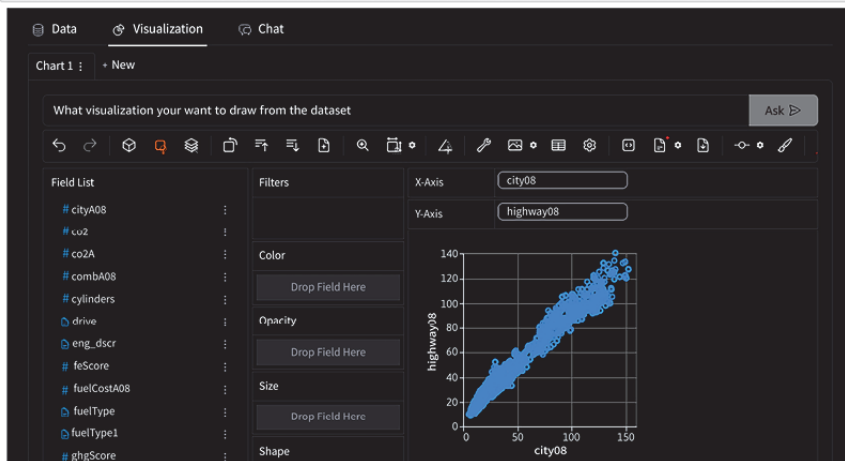 Data Visualization Chat
Chart 1 + New
What visualization your want to draw from the dataset
Ask
Field List
# cityA08
# co2
# co2A
# combA08
# cylinders
drive
eng_dscr
# feScore
# fuelCostA08
fuelType
fuelType1
# ghgScore
Filters
Color
Drop Field Here
Opacity
Drop Field Here
Size
Drop Field Here
Shape
X-Axis city08
Y-Axis highway08
highway08
140
120
100
80
60
40
20
0
0 50 100 150
city08